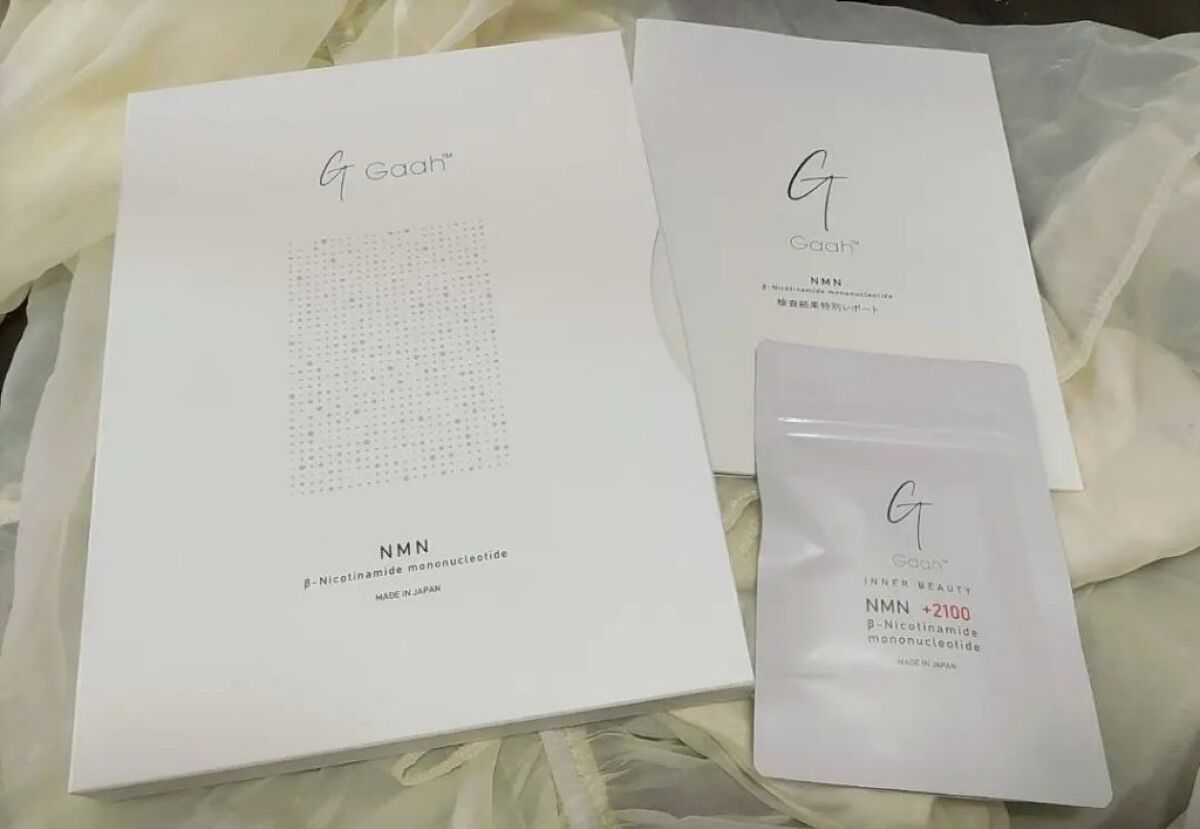 G Gaah™
NMN
β-Nicotinamide mononucleotide
MADE IN JAPAN
G
Gaah™
NMN
β-Nicotinamide mononucleotide
検査結果特別レポート
G
Gaah™
INNER BEAUTY
NMN +2100
β-Nicotinamide
mononucleotide
MADE IN JAPAN